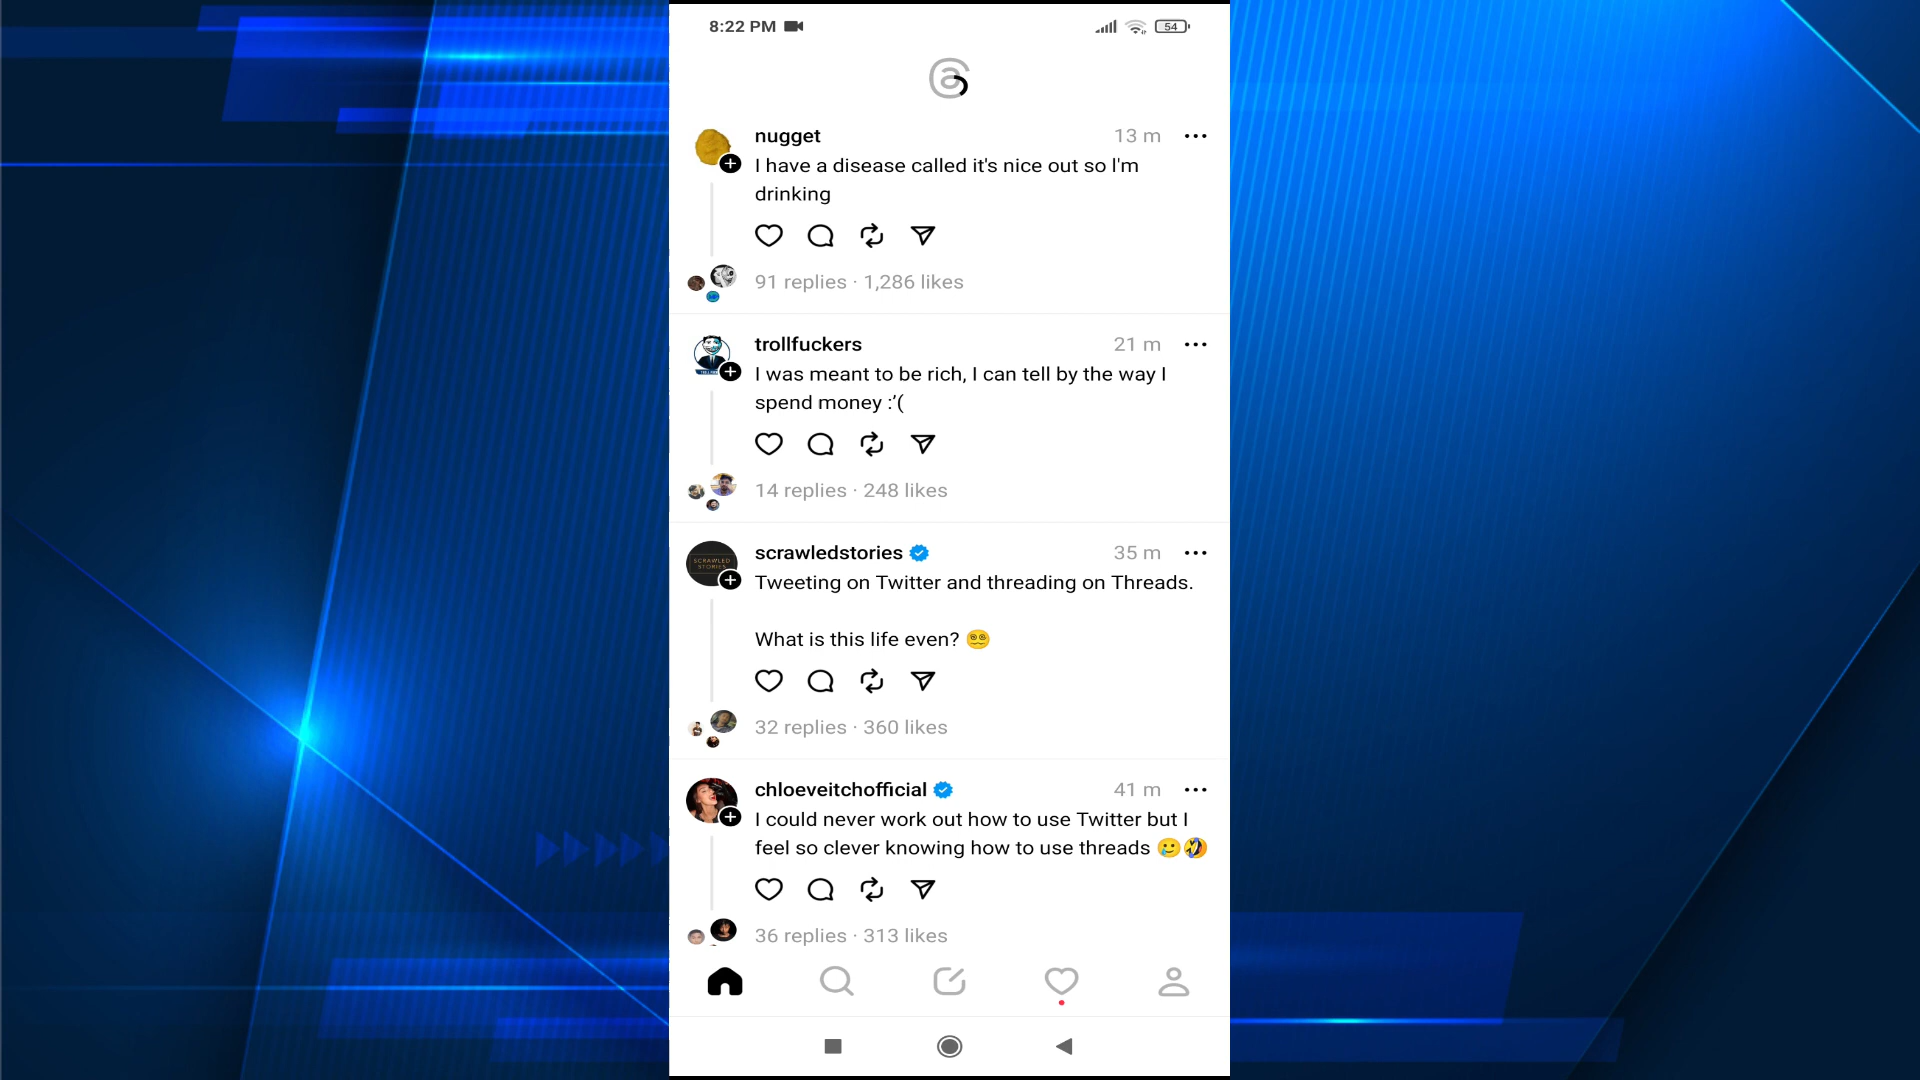 8:22 PM
54
nugget 13 m
I have a disease called it's nice out so I'm
drinking
91 replies · 1,286 likes
trollfuckers 21 m
I was meant to be rich, I can tell by the way I
spend money :'(
14 replies · 248 likes
scrawledstories 35 m
SCRAWLED
STORIES
Tweeting on Twitter and threading on Threads.
What is this life even? 😵‍💫
32 replies · 360 likes
chloeveitchofficial 41 m
I could never work out how to use Twitter but I
feel so clever knowing how to use threads 🥲🤣
36 replies · 313 likes